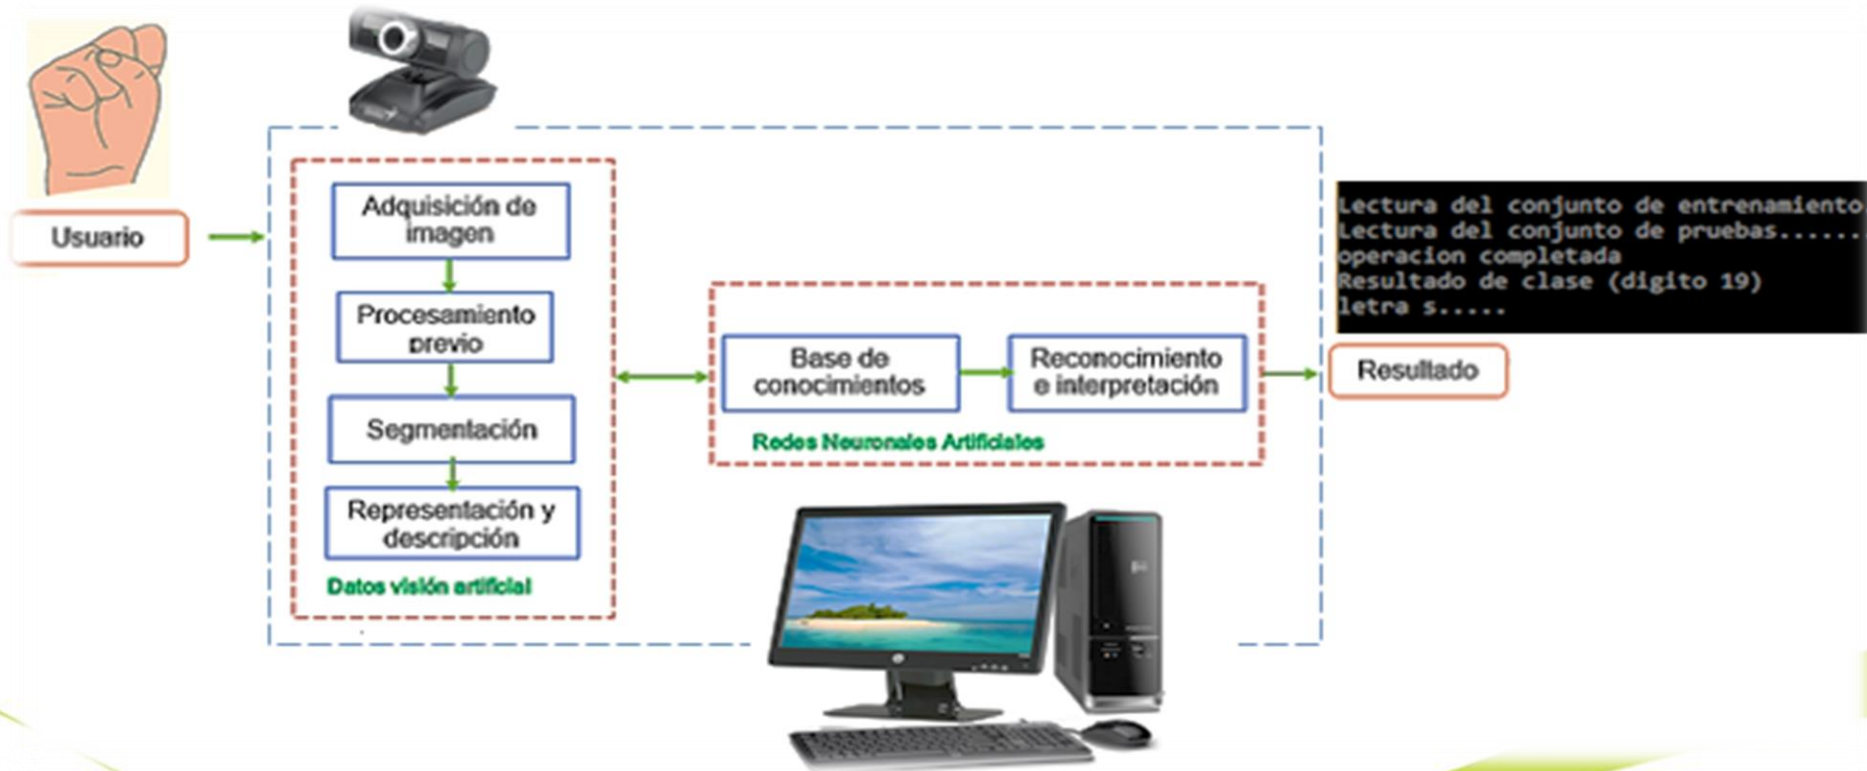 Usuario
Adquisición de
imagen
Procesamiento
previo
Segmentación
Representación y
descripción
Datos visión artificial
Base de
conocimientos
Reconocimiento
e interpretación
Redes Neuronales Artificiales
Lectura del conjunto de entrenamiento
Lectura del conjunto de pruebas......
operacion completada
Resultado de clase (digito 19)
letra s.....
Resultado